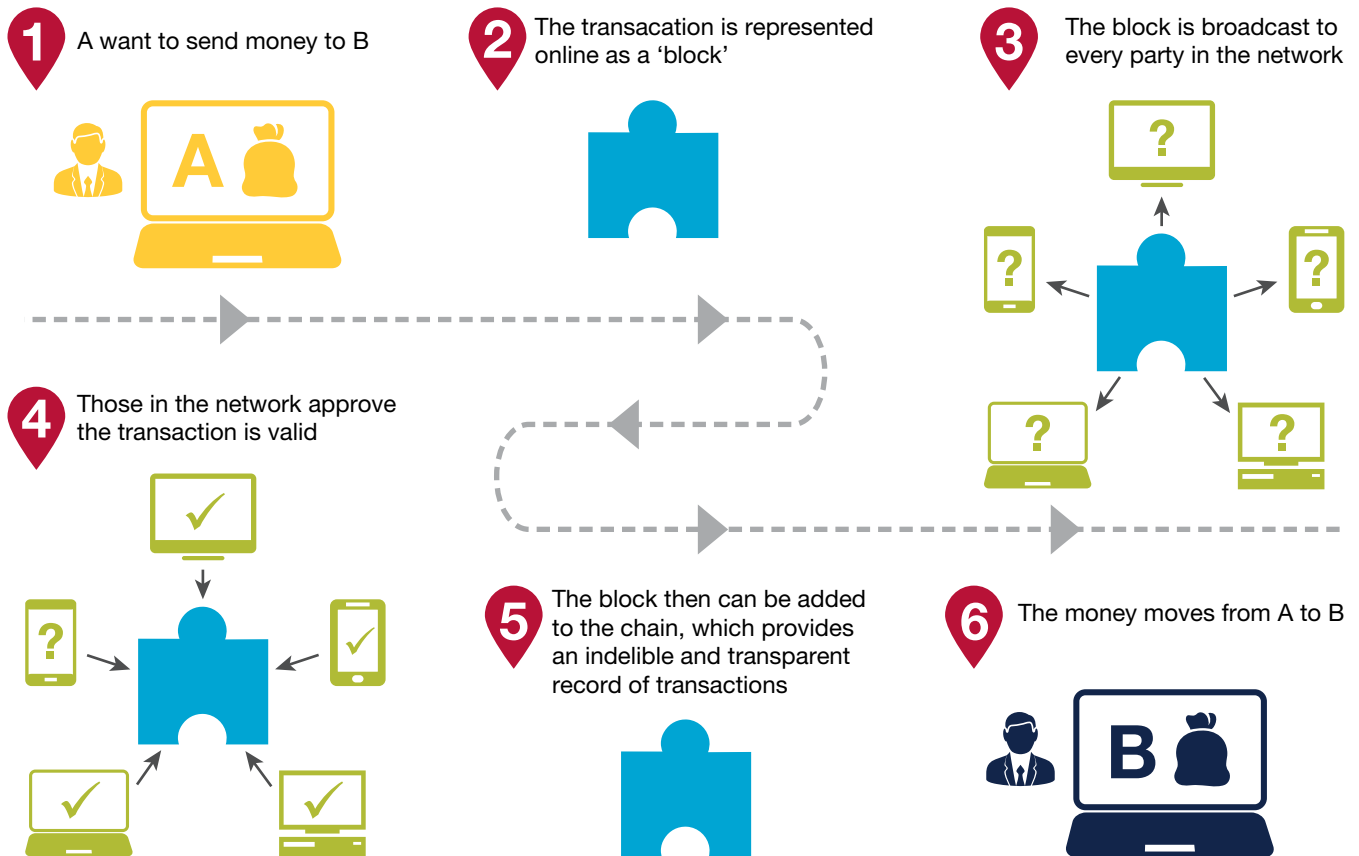 1
A want to send money to B
A
2
The transacation is represented
online as a ‘block’
3
The block is broadcast to
every party in the network
?
?
?
?
?
4
Those in the network approve
the transaction is valid
✓
?
✓
✓
✓
5
The block then can be added
to the chain, which provides
an indelible and transparent
record of transactions
6
The money moves from A to B
B